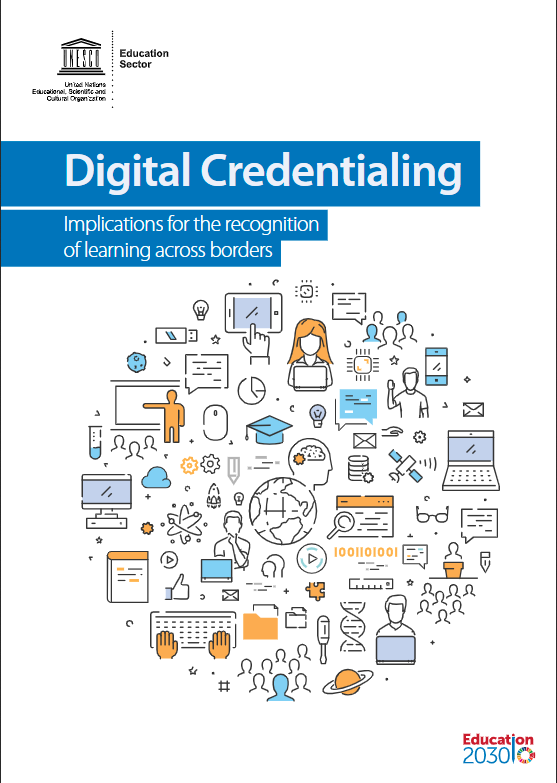 UNESCO
Education
Sector
United Nations
Educational, Scientific and
Cultural Organization
Digital Credentialing
Implications for the recognition
of learning across borders
1001101001
Education
2030